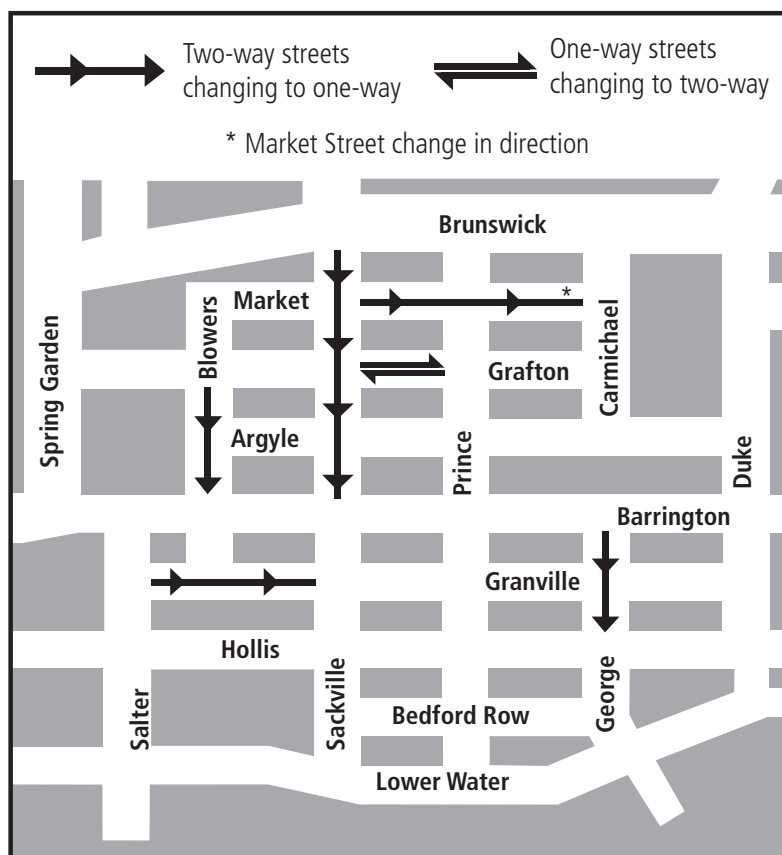 Two-way streets
changing to one-way
One-way streets
changing to two-way
* Market Street change in direction
Brunswick
Market
*
Blowers
Spring Garden
Carmichael
Grafton
Argyle
Prince
Duke
Barrington
Granville
Hollis
Salter
Sackville
George
Bedford Row
Lower Water